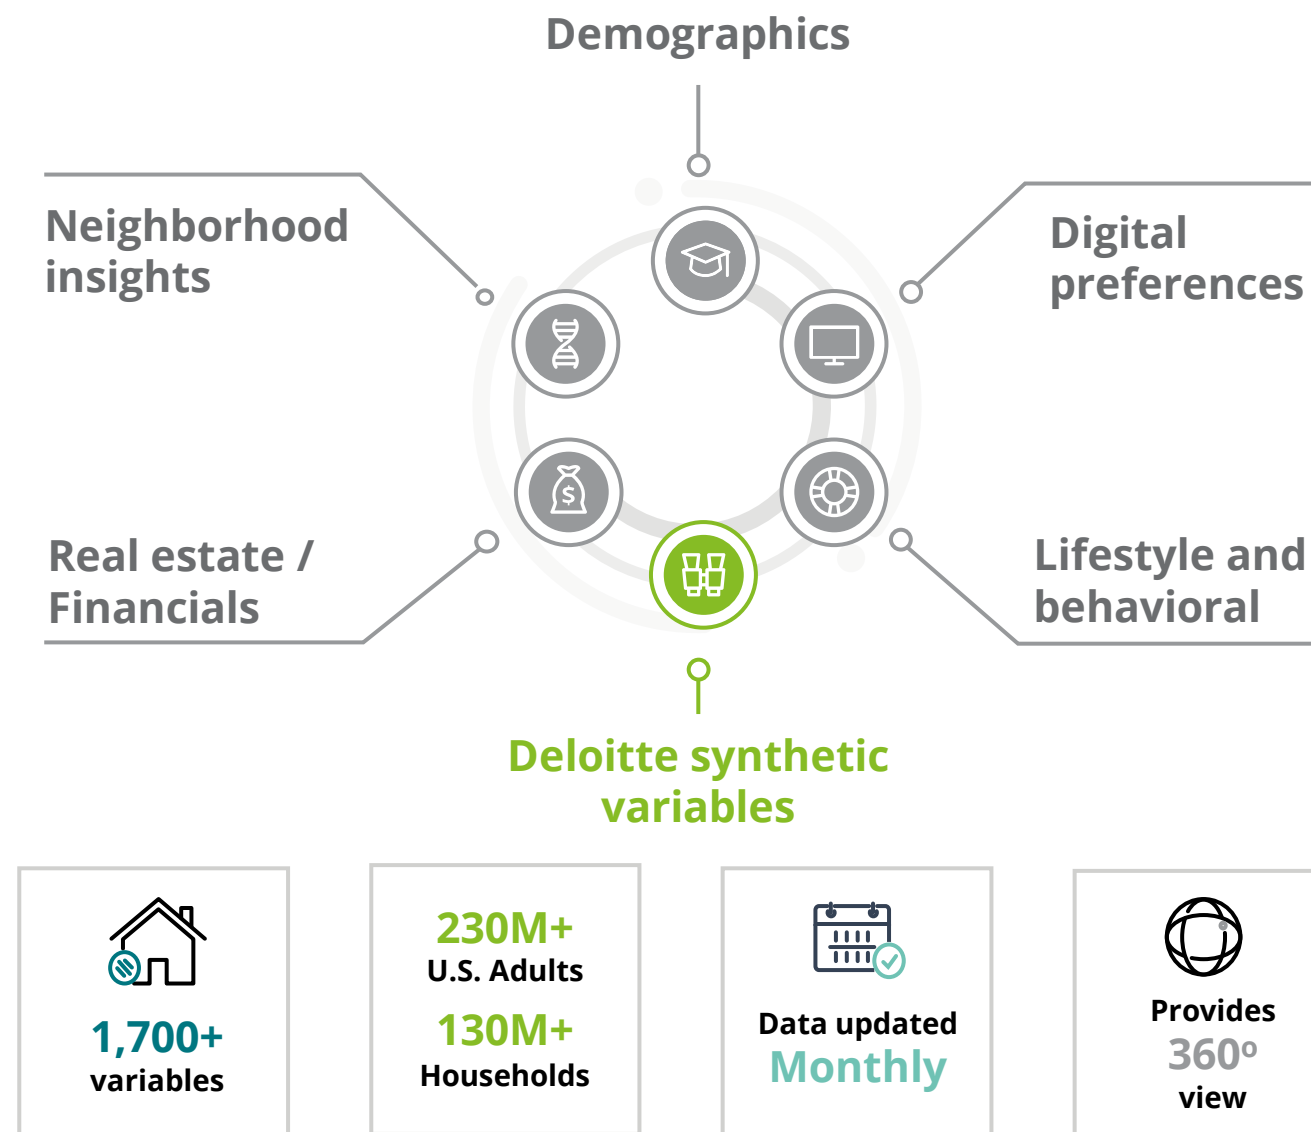 Demographics
Neighborhood
insights
Digital
preferences
$
Real estate /
Financials
Lifestyle and
behavioral
Deloitte synthetic
variables
1,700+
variables
230M+
U.S. Adults
130M+
Households
Data updated
Monthly
Provides
360º
view